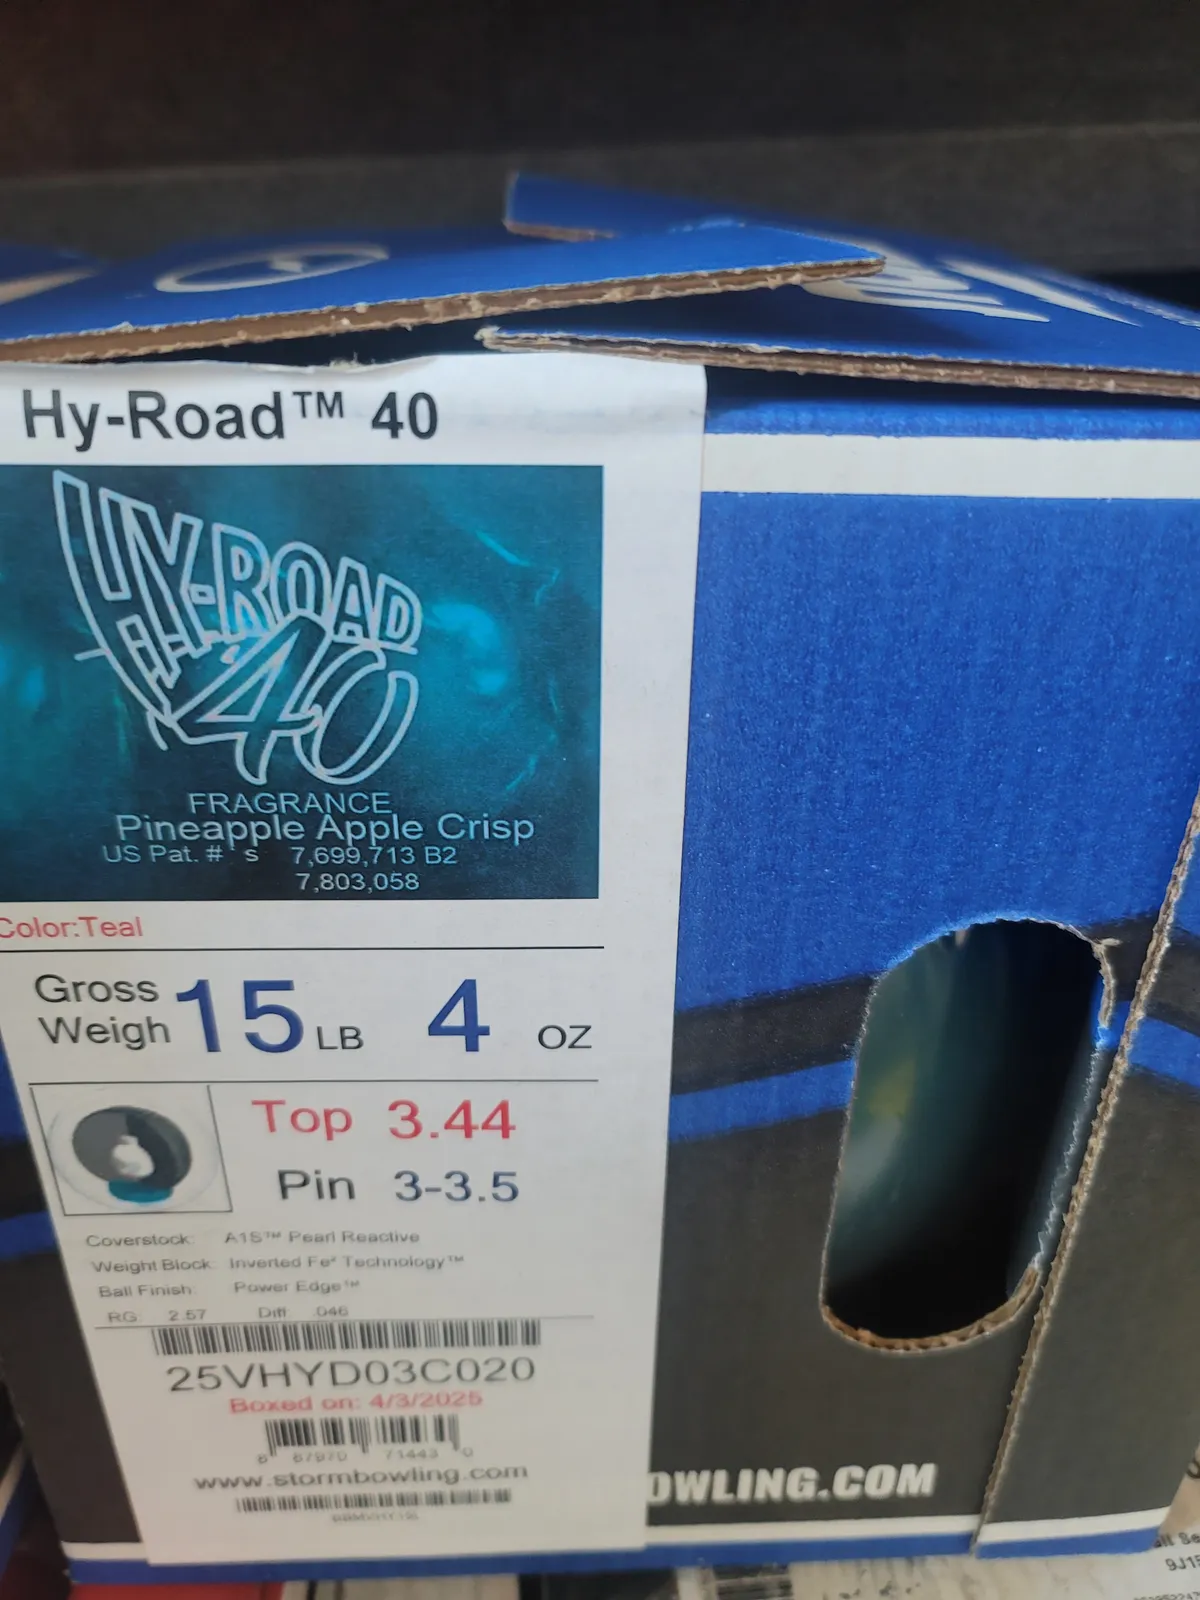 Hy-Road™ 40
HY-ROAD
40
FRAGRANCE
Pineapple Apple Crisp
US Pat. # 's 7,699,713 B2
7,803,058
Color:Teal
Gross
Weigh 15 LB 4 OZ
Top 3.44
Pin 3-3.5
Coverstock: A1S™ Pearl Reactive
Weight Block: Inverted Fe² Technology™
Ball Finish: Power Edge™
RG: 2.57 Diff .046
25VHYD03C020
Boxed on: 4/3/2025
71443 0
www.stormbowling.com
OWLING.COM